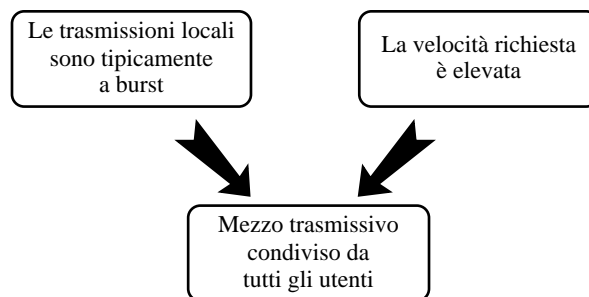 Le trasmissioni locali
sono tipicamente
a burst
La velocità richiesta
è elevata
Mezzo trasmissivo
condiviso da
tutti gli utenti